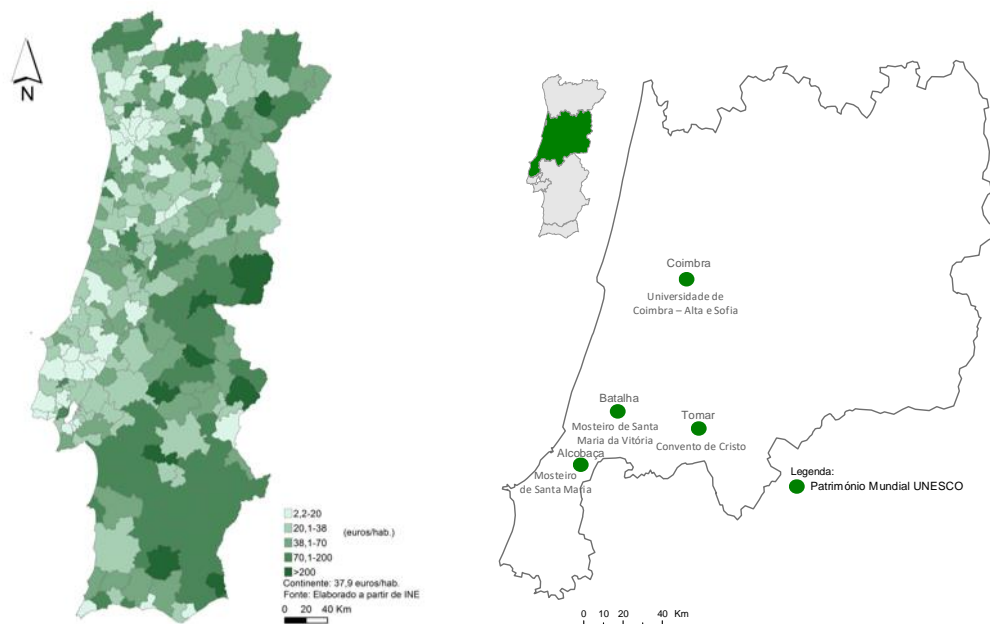 N
2,2-20
20,1-38
(euros/hab.)
38,1-70
70,1-200
>200
Continente: 37,9 euros/hab.
Fonte: Elaborado a partir de INE
0 20 40 Km
Coimbra
Universidade de
Coimbra – Alta e Sofia
Batalha
Mosteiro de Santa
Maria da Vitória
Tomar
Convento de Cristo
Alcobaça
Mosteiro
de Santa Maria
Legenda:
Património Mundial UNESCO
0 10 20 40 Km